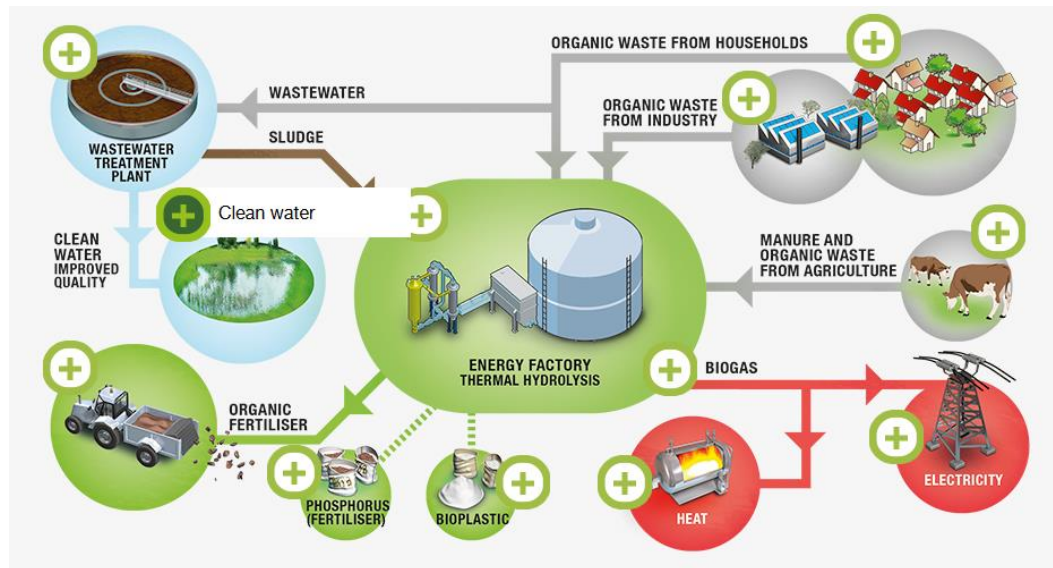 ORGANIC WASTE FROM HOUSEHOLDS
WASTEWATER
ORGANIC WASTE
FROM INDUSTRY
SLUDGE
WASTEWATER
TREATMENT
PLANT
Clean water
CLEAN
WATER
IMPROVED
QUALITY
MANURE AND
ORGANIC WASTE
FROM AGRICULTURE
ENERGY FACTORY
THERMAL HYDROLYSIS
BIOGAS
ORGANIC
FERTILISER
PHOSPHORUS
(FERTILISER)
BIOPLASTIC
HEAT
ELECTRICITY